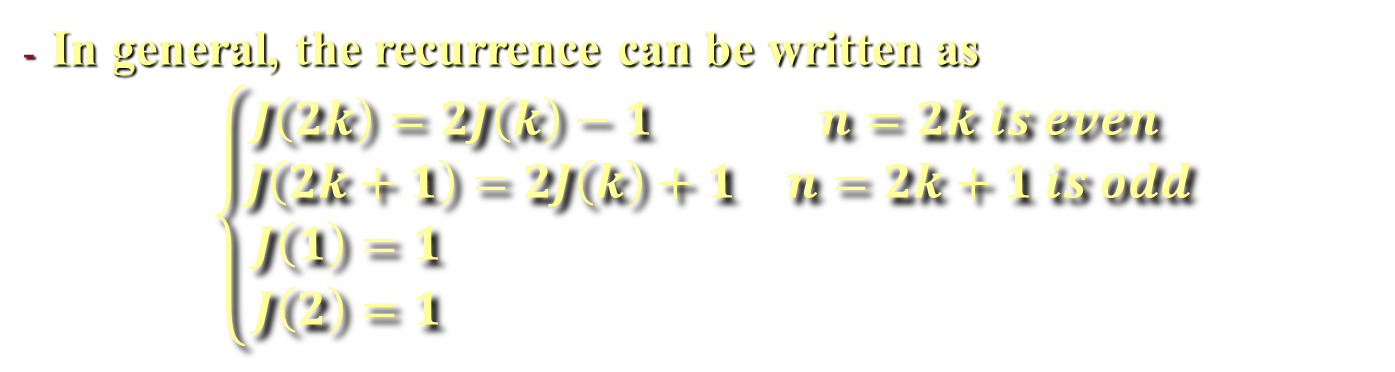 - In general, the recurrence can be written as
J(2k) = 2J(k) − 1 n = 2k is even
J(2k + 1) = 2J(k) + 1 n = 2k + 1 is odd
J(1) = 1
J(2) = 1